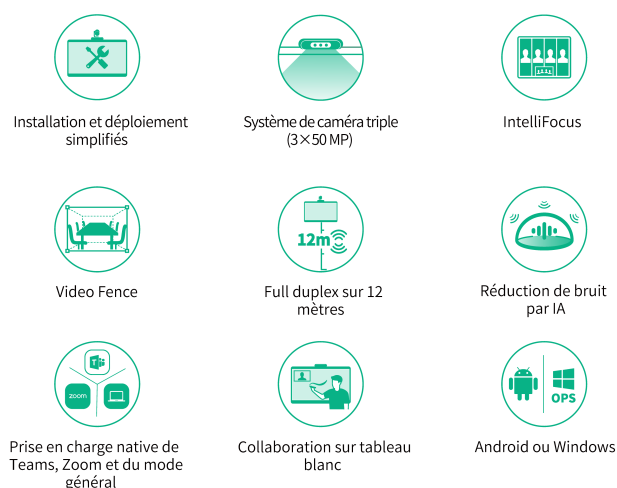 Installation et déploiement
simplifiés
Système de caméra triple
(3×50 MP)
IntelliFocus
12m
Video Fence
Full duplex sur 12
mètres
Réduction de bruit
par IA
zoom
OPS
Prise en charge native de
Teams, Zoom et du mode
général
Collaboration sur tableau
blanc
Android ou Windows